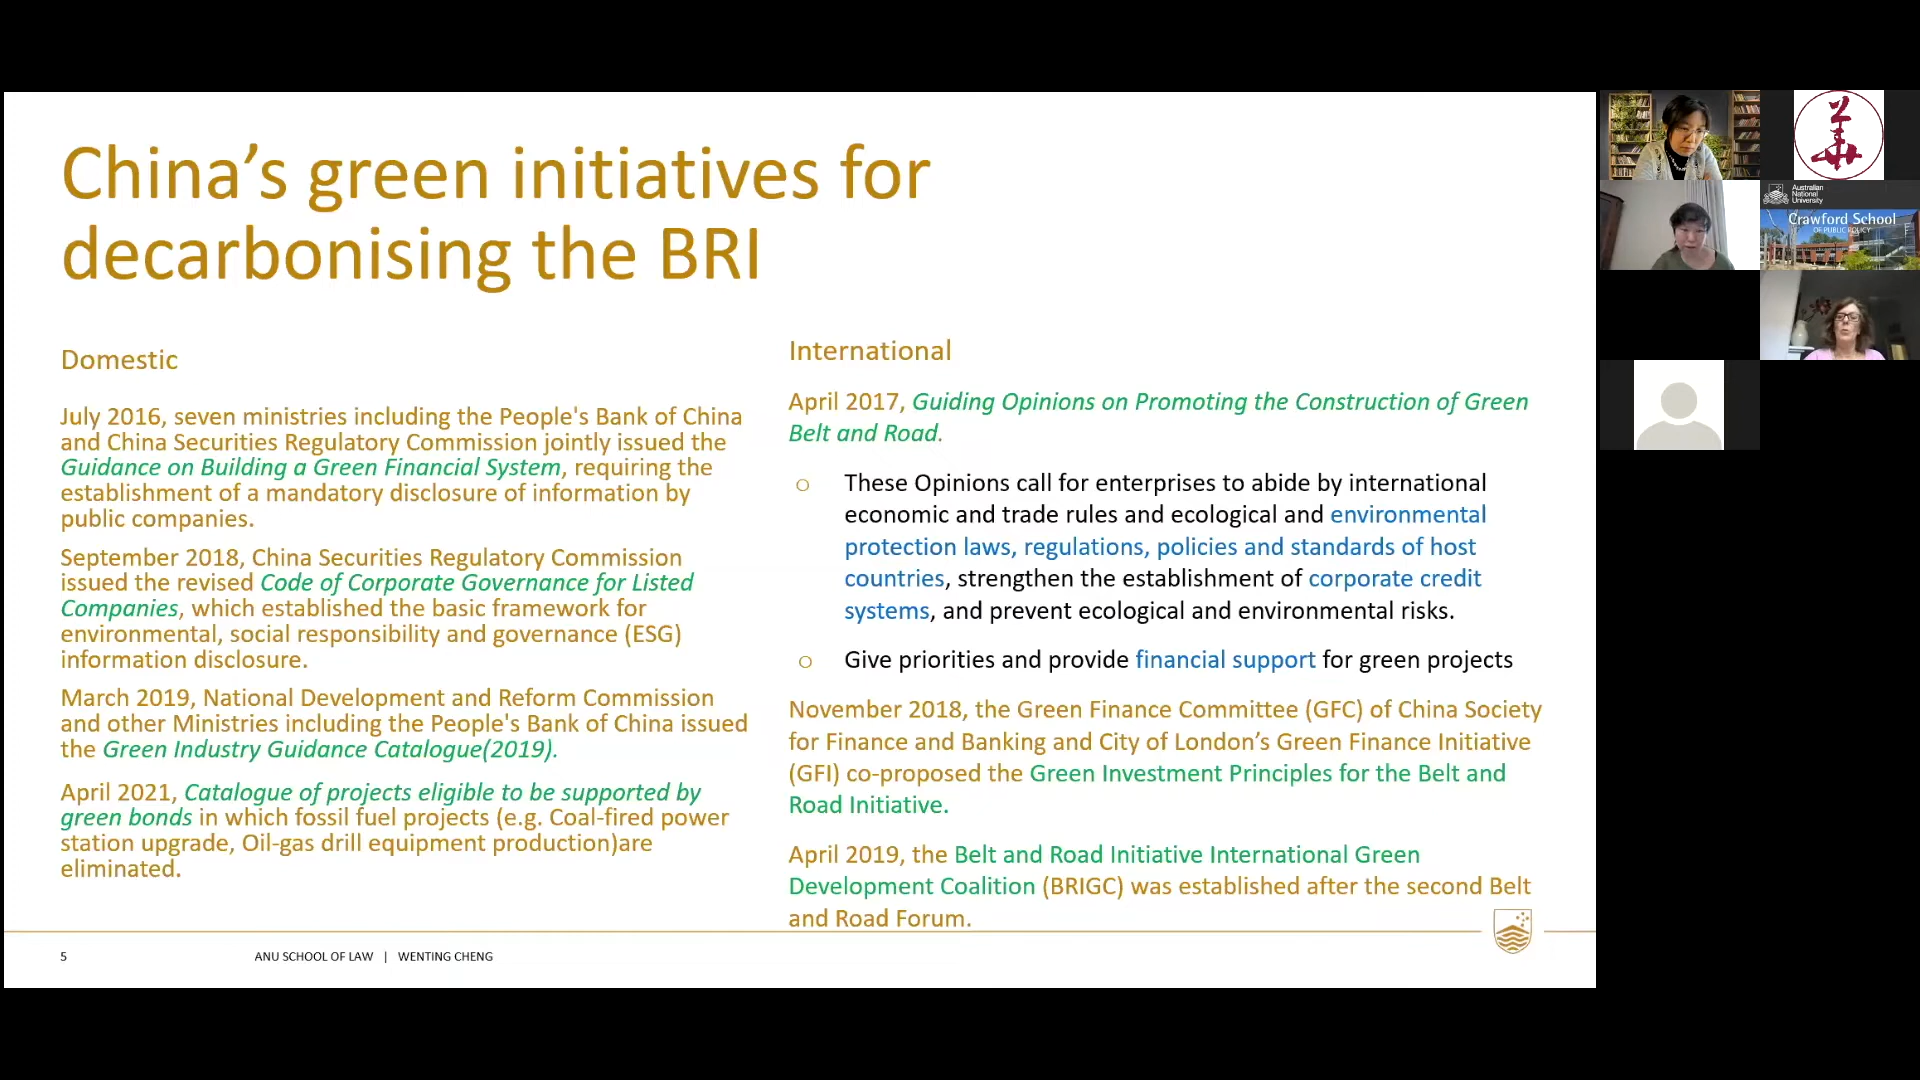 China’s green initiatives for
decarbonising the BRI
Domestic
July 2016, seven ministries including the People's Bank of China
and China Securities Regulatory Commission jointly issued the
Guidance on Building a Green Financial System, requiring the
establishment of a mandatory disclosure of information by
public companies.
September 2018, China Securities Regulatory Commission
issued the revised Code of Corporate Governance for Listed
Companies, which established the basic framework for
environmental, social responsibility and governance (ESG)
information disclosure.
March 2019, National Development and Reform Commission
and other Ministries including the People's Bank of China issued
the Green Industry Guidance Catalogue(2019).
April 2021, Catalogue of projects eligible to be supported by
green bonds in which fossil fuel projects (e.g. Coal-fired power
station upgrade, Oil-gas drill equipment production)are
eliminated.
International
April 2017, Guiding Opinions on Promoting the Construction of Green
Belt and Road.
○ These Opinions call for enterprises to abide by international
economic and trade rules and ecological and environmental
protection laws, regulations, policies and standards of host
countries, strengthen the establishment of corporate credit
systems, and prevent ecological and environmental risks.
○ Give priorities and provide financial support for green projects
November 2018, the Green Finance Committee (GFC) of China Society
for Finance and Banking and City of London’s Green Finance Initiative
(GFI) co-proposed the Green Investment Principles for the Belt and
Road Initiative.
April 2019, the Belt and Road Initiative International Green
Development Coalition (BRIGC) was established after the second Belt
and Road Forum.
5 ANU SCHOOL OF LAW | WENTING CHENG
Australian
National
University
Crawford School
OF PUBLIC POLICY